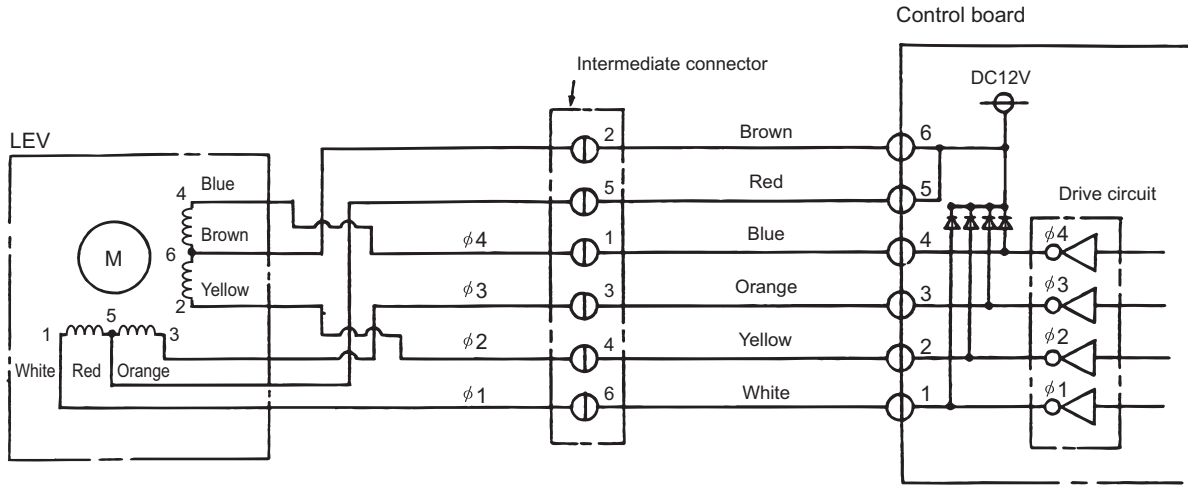 Control board
DC12V
Intermediate connector
LEV
2 Brown 6
5 Red 5
Drive circuit
4 Blue
Brown
6
M
Yellow
2
ϕ4 1 Blue 4 ϕ4
ϕ3 3 Orange 3 ϕ3
1 5 3
ϕ2 4 Yellow 2 ϕ2
White Red Orange
ϕ1 6 White 1 ϕ1